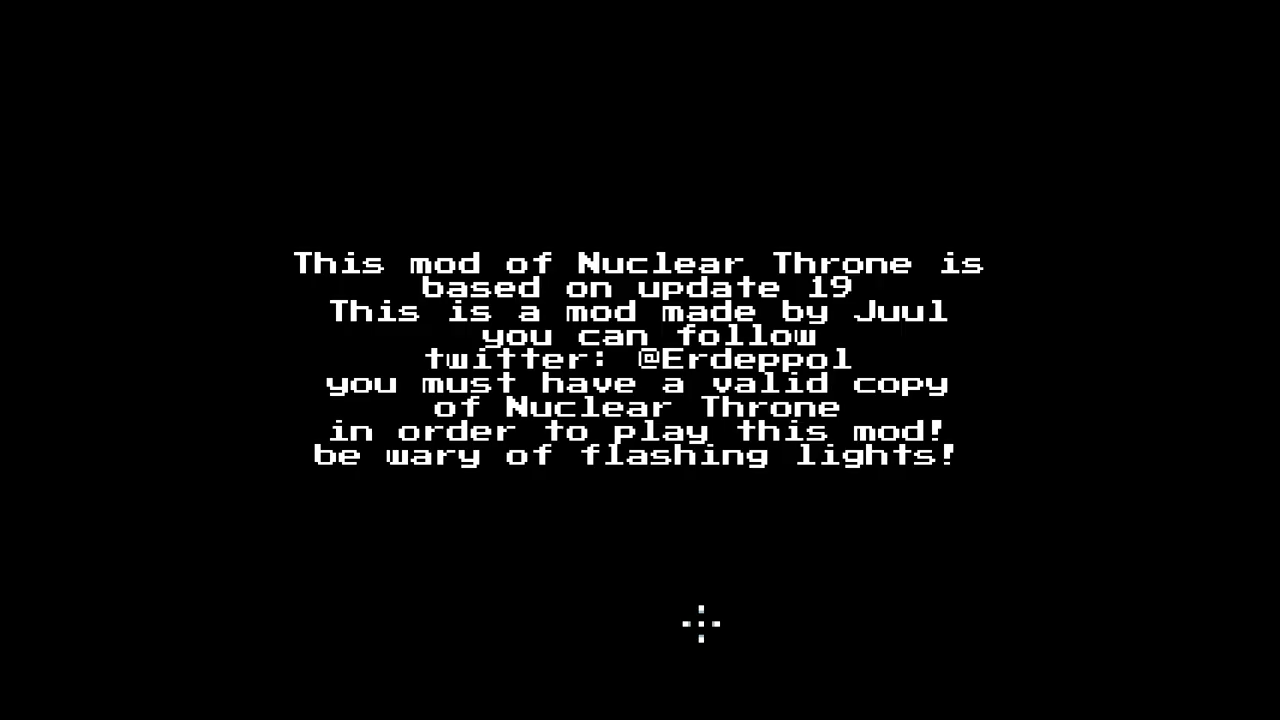 This mod of Nuclear Throne is
based on update 19
This is a mod made by Juul
you can follow
twitter: @Erdeppol
you must have a valid copy
of Nuclear Throne
in order to play this mod!
be wary of flashing lights!